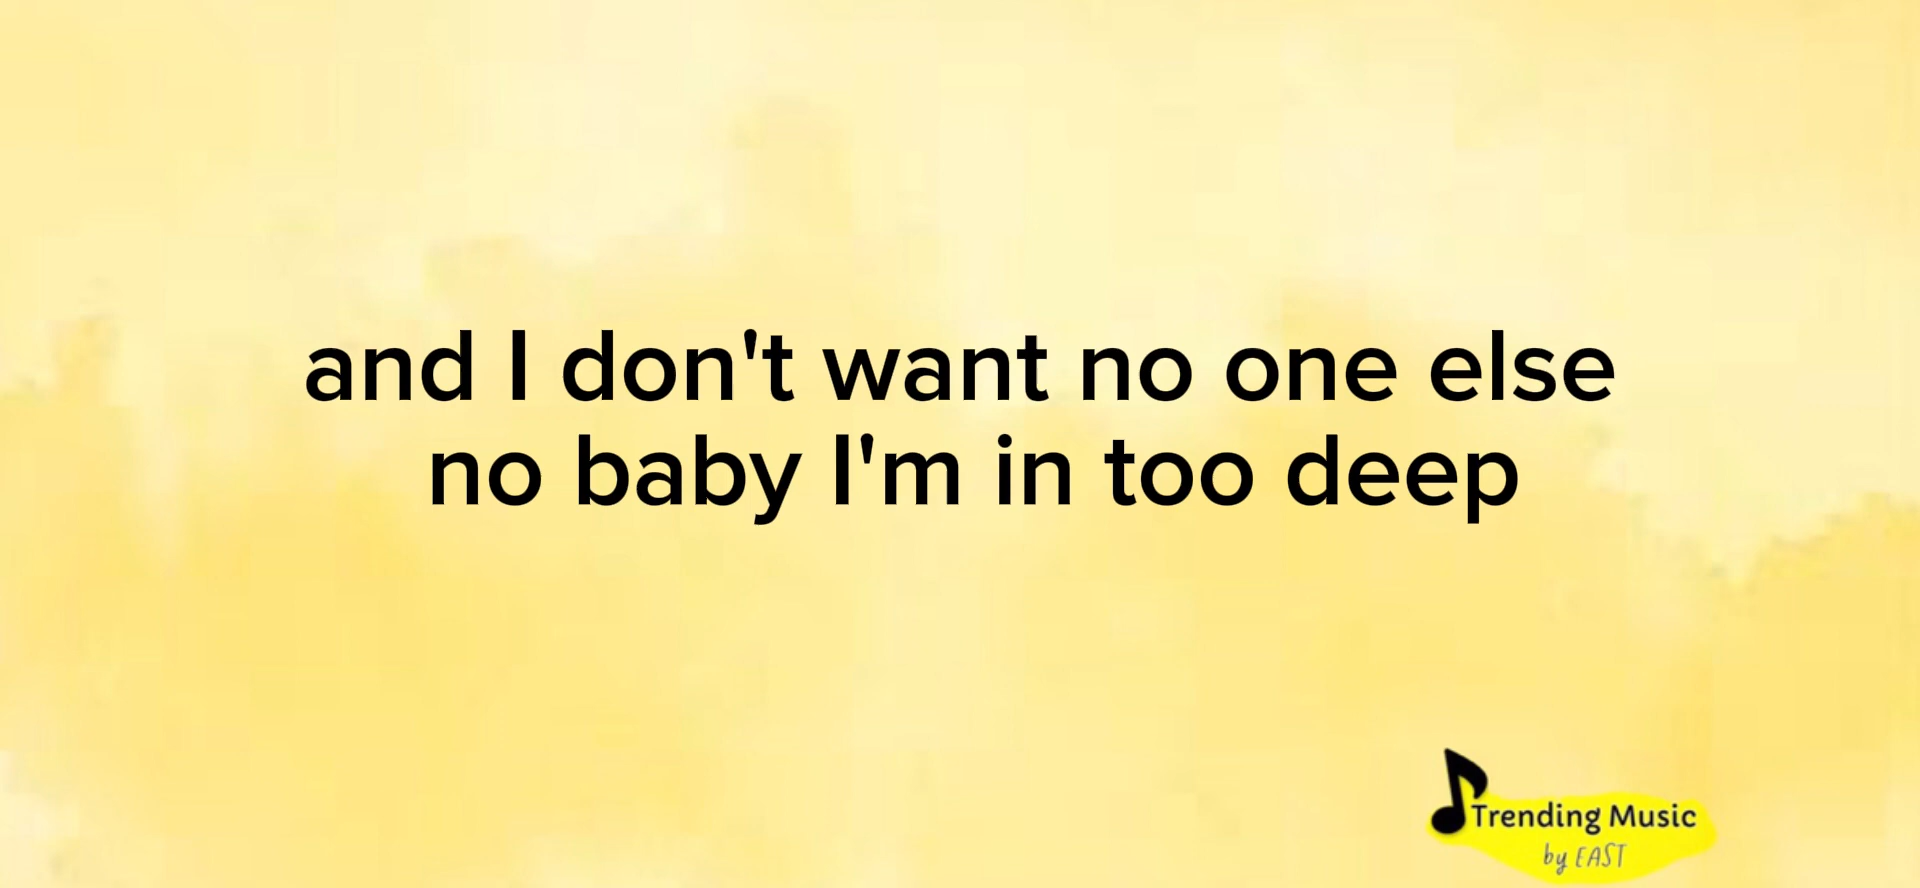 and I don't want no one else
no baby I'm in too deep
Trending Music
by EAST